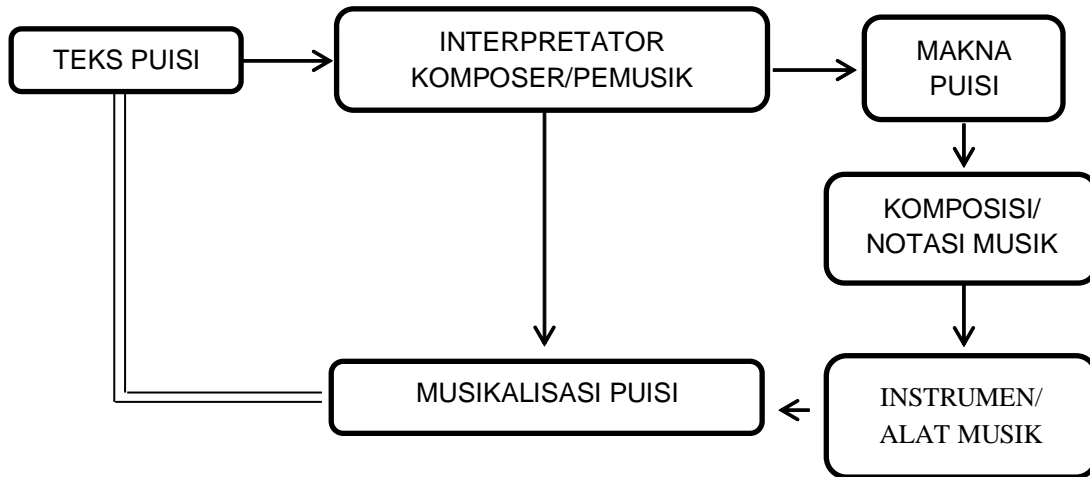 TEKS PUISI
INTERPRETATOR
KOMPOSER/PEMUSIK
MAKNA
PUISI
KOMPOSISI/
NOTASI MUSIK
INSTRUMEN/
ALAT MUSIK
MUSIKALISASI PUISI